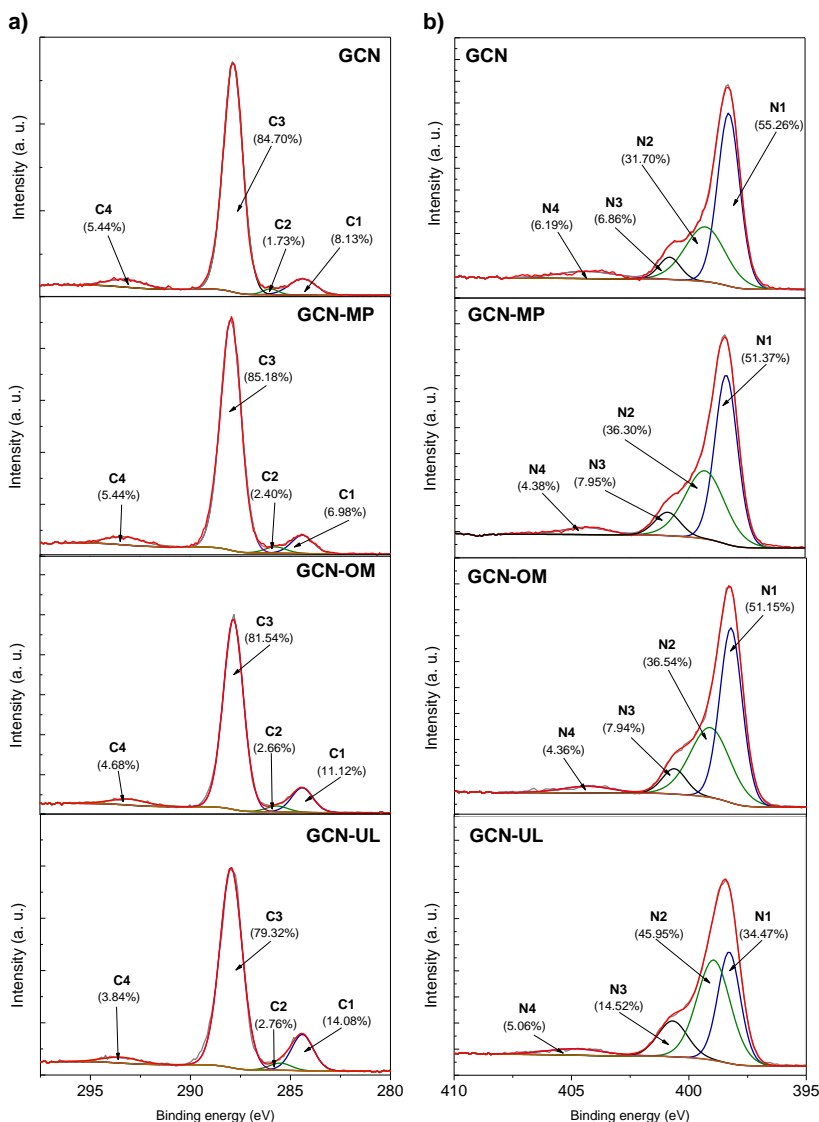 a)
GCN
C3
(84.70%)
C4
(5.44%)
C2
(1.73%)
C1
(8.13%)
Intensity (a. u.)
GCN-MP
C3
(85.18%)
C4
(5.44%)
C2
(2.40%)
C1
(6.98%)
Intensity (a. u.)
GCN-OM
C3
(81.54%)
C4
(4.68%)
C2
(2.66%)
C1
(11.12%)
Intensity (a. u.)
GCN-UL
C3
(79.32%)
C4
(3.84%)
C2
(2.76%)
C1
(14.08%)
Intensity (a. u.)
295 290 285 280
Binding energy (eV)
b)
GCN
N1
(55.26%)
N2
(31.70%)
N3
(6.86%)
N4
(6.19%)
Intensity (a. u.)
GCN-MP
N1
(51.37%)
N2
(36.30%)
N3
(7.95%)
N4
(4.38%)
Intensity (a. u.)
GCN-OM
N1
(51.15%)
N2
(36.54%)
N3
(7.94%)
N4
(4.36%)
Intensity (a. u.)
GCN-UL
N2
(45.95%)
N1
(34.47%)
N3
(14.52%)
N4
(5.06%)
Intensity (a. u.)
410 405 400 395
Binding energy (eV)